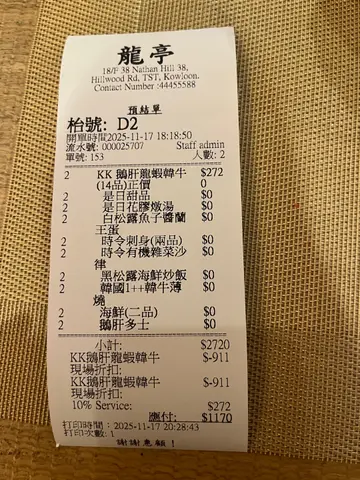 龍亭
18/F 38 Nathan Hill 38,
Hillwood Rd, TST, Kowloon.
Contact Number :44455588
預結單
枱號: D2
開單時間2025-11-17 18:18:50
流水號: 000025707 Staff admin
單號: 153 人數: 2
2 KK 鵝肝龍蝦韓牛 $272
(14品)正價 0
2 是日甜品 $0
2 是日花膠燉湯 $0
2 白松露魚子醬蘭 $0
王蛋
2 時令刺身(兩品) $0
2 時令有機雜菜沙 $0
律
2 黑松露海鮮炒飯 $0
2 韓國1++韓牛薄 $0
燒
2 海鮮(二品) $0
2 鵝肝多士 $0
小計: $2720
KK鵝肝龍蝦韓牛 $-911
現場折扣:
KK鵝肝龍蝦韓牛 $-911
現場折扣:
10% Service: $272
應付: $1170
打印時間：2025-11-17 20:28:43
打印次數: 1
謝謝惠顧！